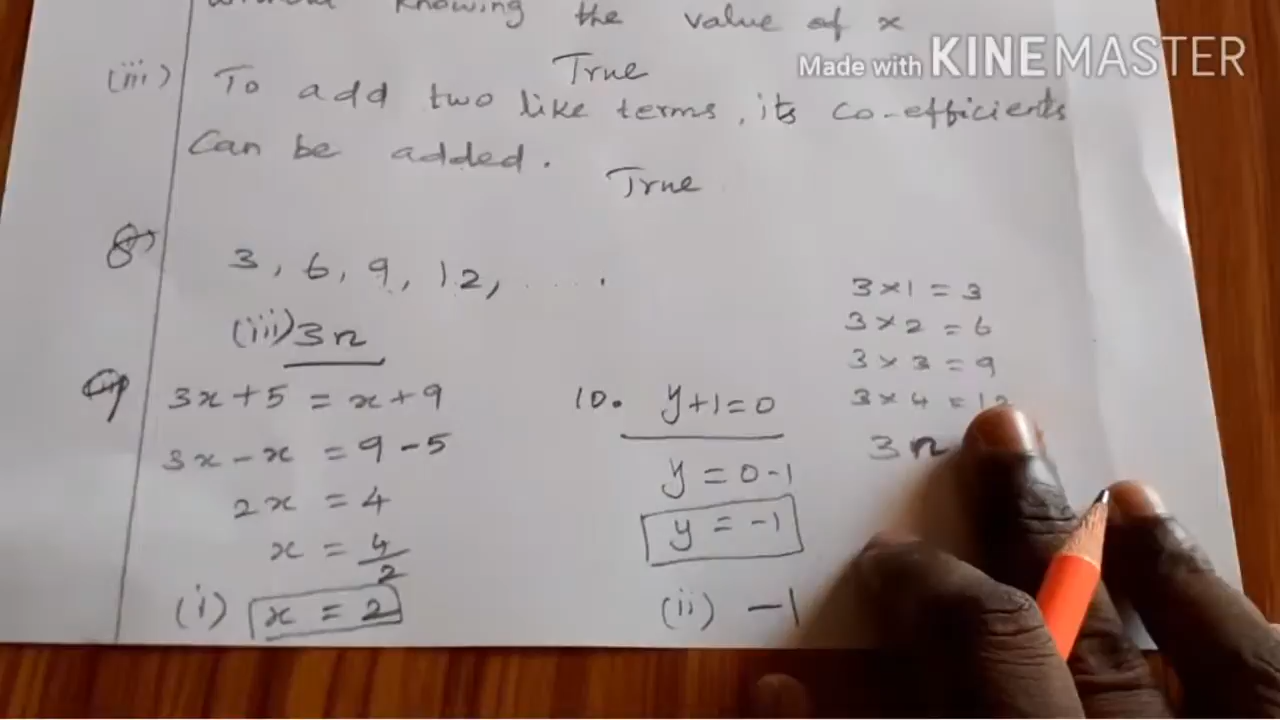 without knowing the value of x
True
Made with KINEMASTER
(iii) To add two like terms, its co-efficients
Can be added.
True
8)
3, 6, 9, 12, .....
(iii) 3n
3×1 = 3
3×2 = 6
3×3 = 9
3×4 = 12
3n
9) 3x+5 = x+9
3x-x = 9-5
2x = 4
x = 4/2
(i) x = 2
10. y+1=0
y = 0-1
y = -1
(ii) -1